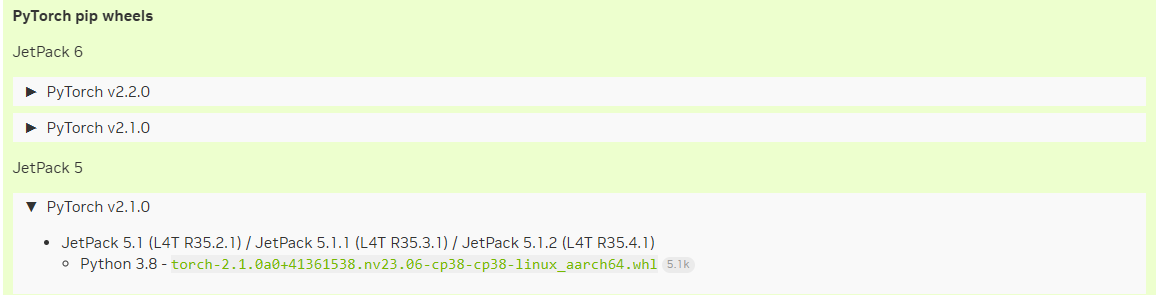 PyTorch pip wheels
JetPack 6
► PyTorch v2.2.0
► PyTorch v2.1.0
JetPack 5
▼ PyTorch v2.1.0
• JetPack 5.1 (L4T R35.2.1) / JetPack 5.1.1 (L4T R35.3.1) / JetPack 5.1.2 (L4T R35.4.1)
○ Python 3.8 - torch-2.1.0a0+41361538.nv23.06-cp38-cp38-linux_aarch64.whl 5.1k